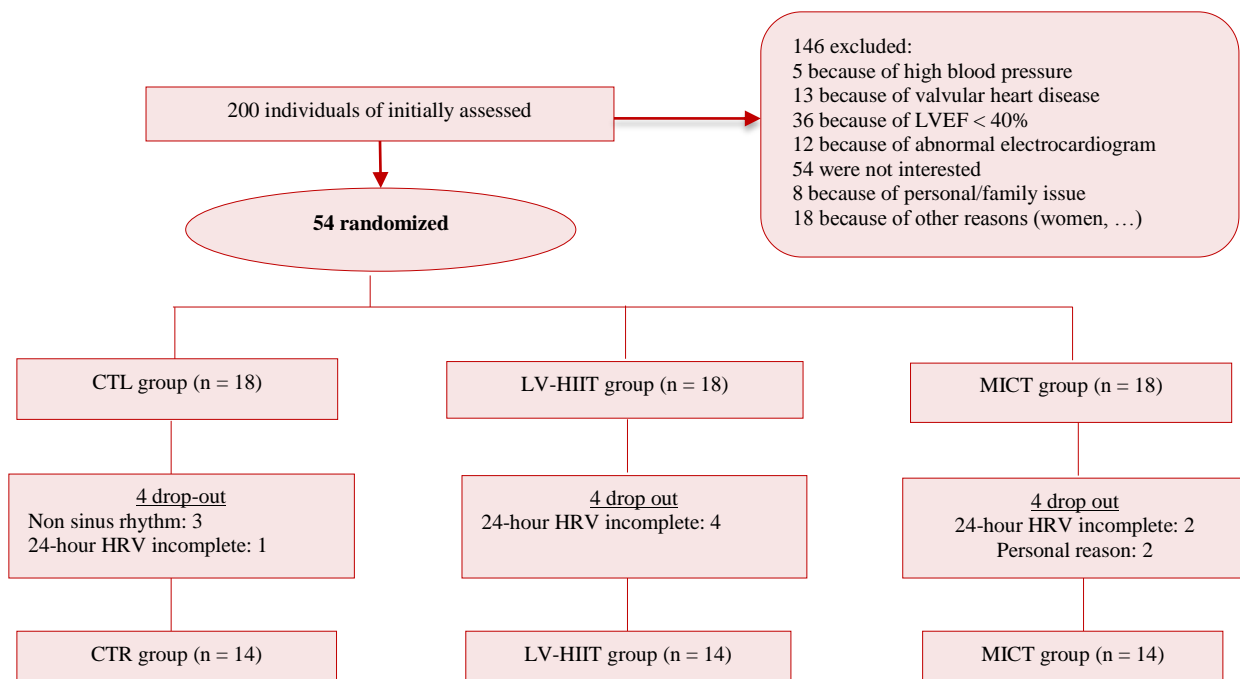 200 individuals of initially assessed
146 excluded:
5 because of high blood pressure
13 because of valvular heart disease
36 because of LVEF < 40%
12 because of abnormal electrocardiogram
54 were not interested
8 because of personal/family issue
18 because of other reasons (women, …)
54 randomized
CTL group (n = 18)
LV-HIIT group (n = 18)
MICT group (n = 18)
4 drop-out
Non sinus rhythm: 3
24-hour HRV incomplete: 1
4 drop out
24-hour HRV incomplete: 4
4 drop out
24-hour HRV incomplete: 2
Personal reason: 2
CTR group (n = 14)
LV-HIIT group (n = 14)
MICT group (n = 14)